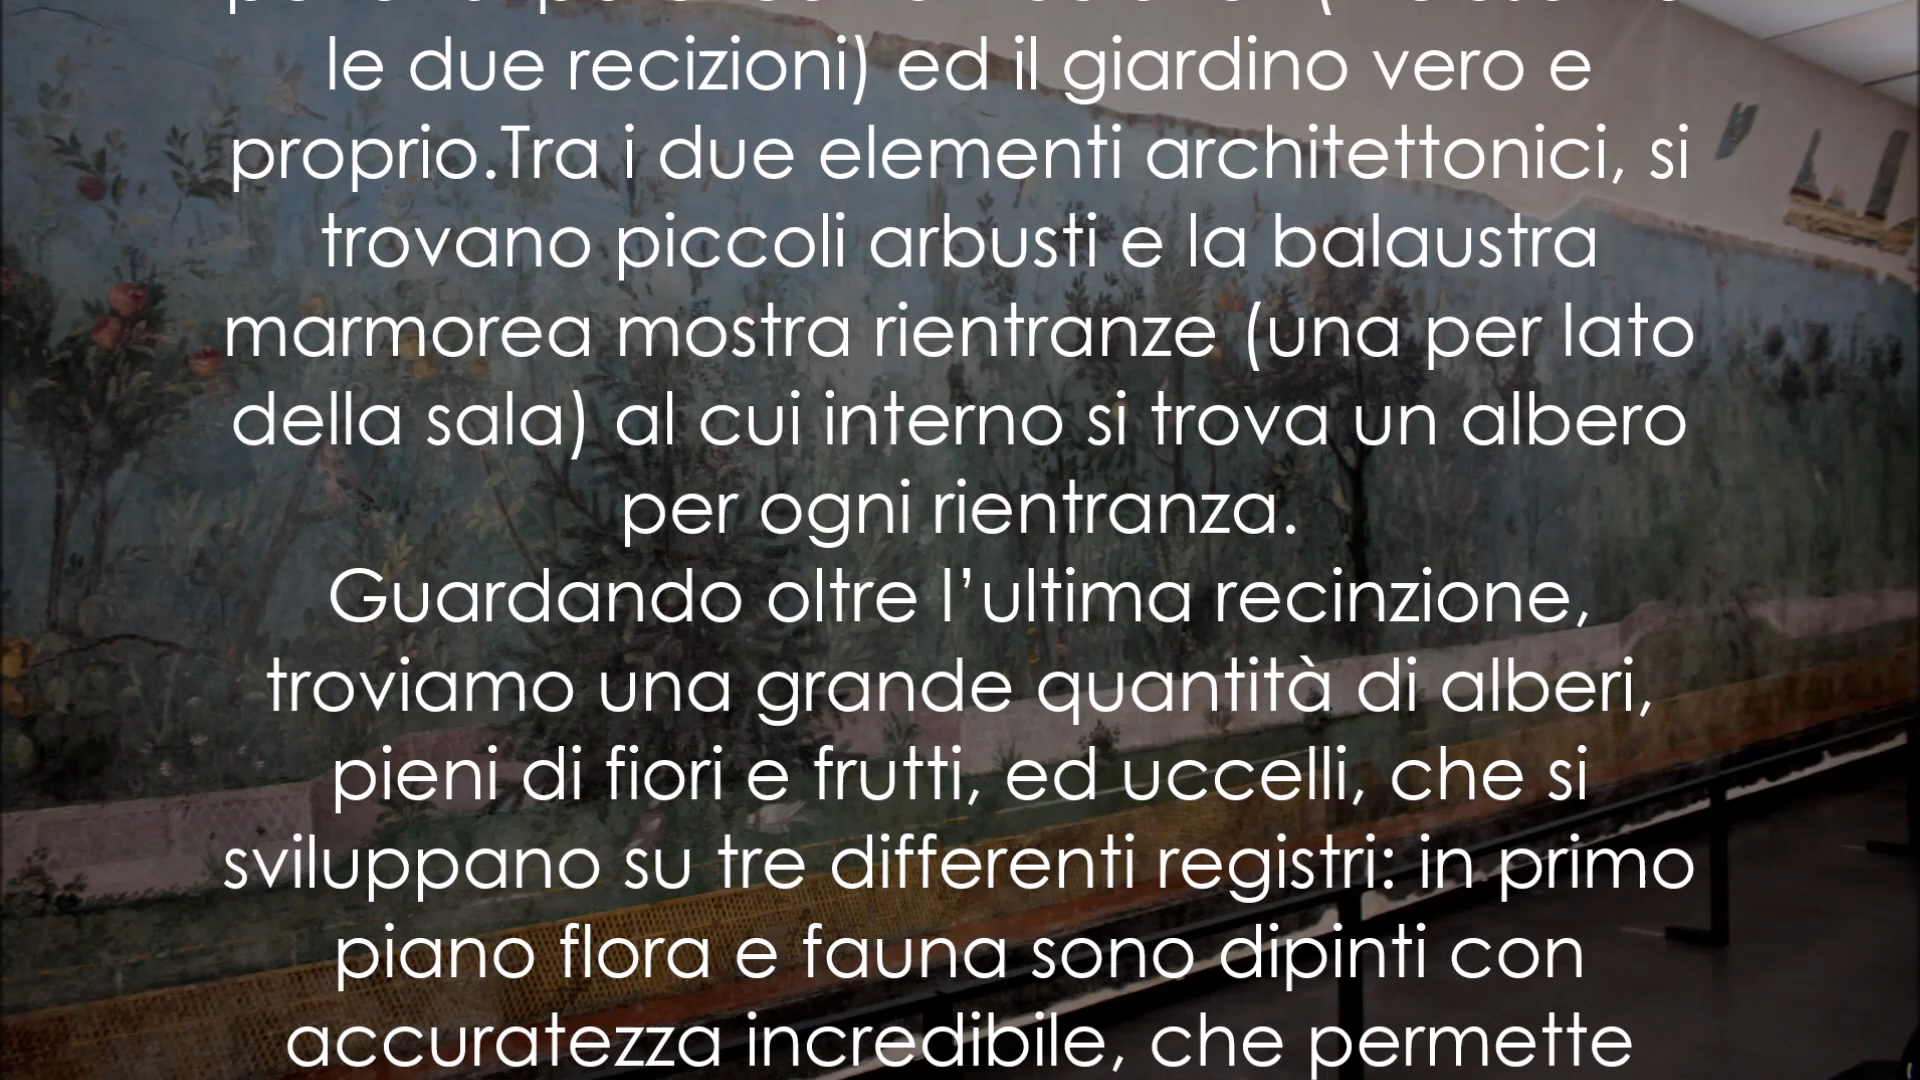 le due recizioni) ed il giardino vero e
proprio.Tra i due elementi architettonici, si
trovano piccoli arbusti e la balaustra
marmorea mostra rientranze (una per lato
della sala) al cui interno si trova un albero
per ogni rientranza.
Guardando oltre l’ultima recinzione,
troviamo una grande quantità di alberi,
pieni di fiori e frutti, ed uccelli, che si
sviluppano su tre differenti registri: in primo
piano flora e fauna sono dipinti con
accuratezza incredibile, che permette